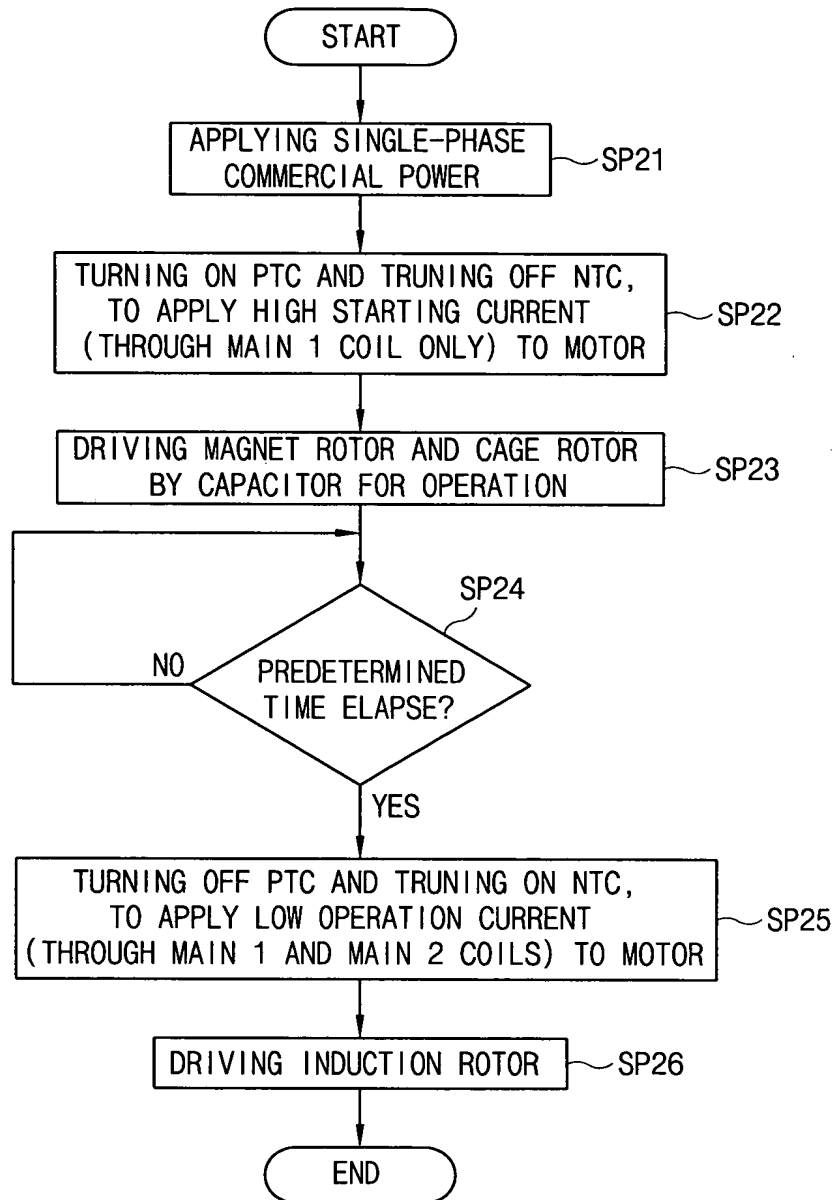 START
APPLYING SINGLE-PHASE
COMMERCIAL POWER
SP21
TURNING ON PTC AND TRUNING OFF NTC,
TO APPLY HIGH STARTING CURRENT
(THROUGH MAIN 1 COIL ONLY) TO MOTOR
SP22
DRIVING MAGNET ROTOR AND CAGE ROTOR
BY CAPACITOR FOR OPERATION
SP23
SP24
NO
PREDETERMINED
TIME ELAPSE?
YES
TURNING OFF PTC AND TRUNING ON NTC,
TO APPLY LOW OPERATION CURRENT
(THROUGH MAIN 1 AND MAIN 2 COILS) TO MOTOR
SP25
DRIVING INDUCTION ROTOR
SP26
END